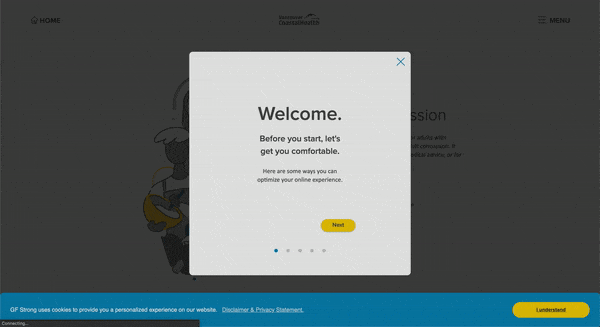 HOME
Vancouver
CoastalHealth
MENU
Welcome.
Before you start, let's
get you comfortable.
Here are some ways you can
optimize your online experience.
Next
GF Strong uses cookies to provide you a personalized experience on our website. Disclaimer & Privacy Statement.
I understand
Connecting...